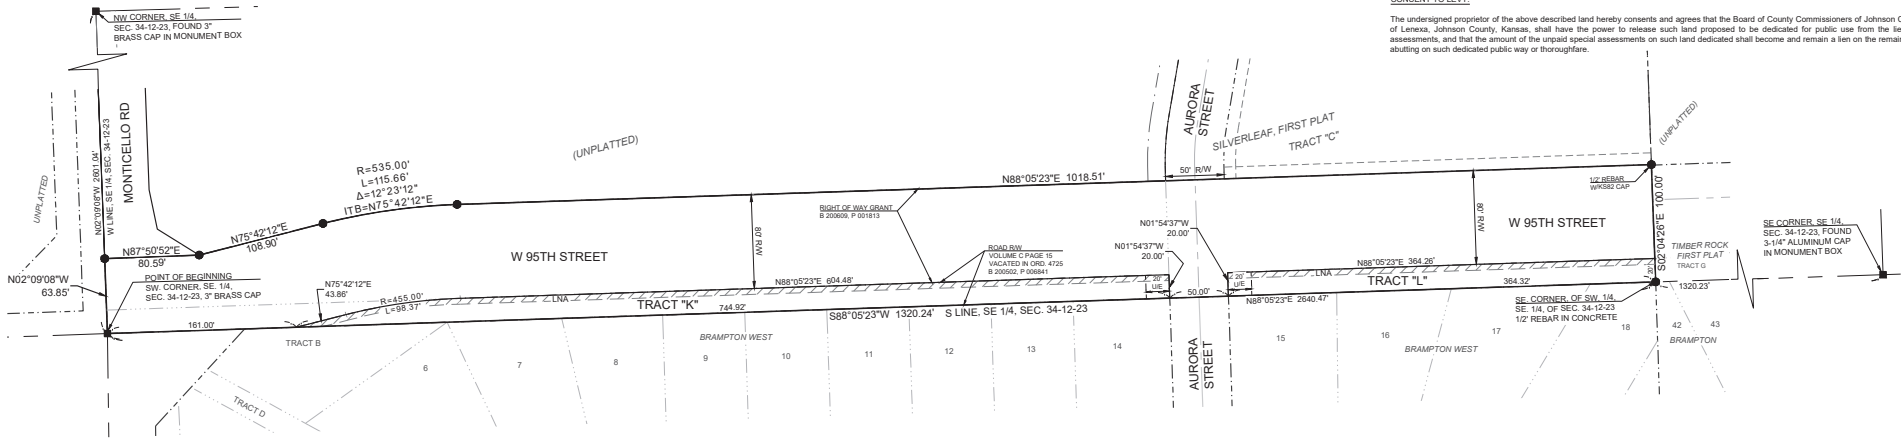 CONSENT TO LEVY:
The undersigned proprietor of the above described land hereby consents and agrees that the Board of County Commissioners of Johnson
of Lenexa, Johnson County, Kansas, shall have the power to release such land proposed to be dedicated for public use from the
assessments, and that the amount of the unpaid special assessments on such land dedicated shall become and remain a lien on the
abutting on such dedicated public way or thoroughfare.
NW CORNER, SE 1/4,
SEC. 34-12-23, FOUND 3"
BRASS CAP IN MONUMENT BOX
UNPLATTED
N02°09'08"W 2601.04'
W LINE, SE 1/4, SEC. 34-12-23
MONTICELLO RD
N87°50'52"E
80.59'
N02°09'08"W
63.85'
POINT OF BEGINNING
SW. CORNER, SE. 1/4,
SEC. 34-12-23, 3" BRASS CAP
161.00'
N75°42'12"E
108.90'
R=535.00'
L=115.66'
Δ=12°23'12"
ITB=N75°42'12"E
(UNPLATTED)
N75°42'12"E
43.86'
R=455.00'
L=98.37'
LNA
W 95TH STREET
TRACT "K"
744.92'
N88°05'23"E 604.48'
80' R/W
RIGHT OF WAY GRANT
B 200609, P 001813
ROAD R/W
VOLUME C PAGE 15
VACATED IN ORD. 4725
B 200502, P 006841
S88°05'23"W 1320.24' S LINE, SE 1/4, SEC. 34-12-23
N88°05'23"E 1018.51'
AURORA
STREET
50' R/W
SILVERLEAF, FIRST PLAT
TRACT "C"
N01°54'37"W
20.00'
N01°54'37"W
20.00'
20'
U/E
50.00'
20'
U/E
N88°05'23"E 2640.47'
LNA
N88°05'23"E 364.26'
TRACT "L"
364.32'
80' R/W
W 95TH STREET
1/2" REBAR
W/KS82 CAP
(UNPLATTED)
S02°04'26"E 100.00'
20'
TIMBER ROCK
FIRST PLAT
TRACT G
1320.23'
SE CORNER, SE 1/4,
SEC. 34-12-23, FOUND
3-1/4" ALUMINUM CAP
IN MONUMENT BOX
SE. CORNER, OF SW. 1/4,
SE. 1/4, OF SEC. 34-12-23
1/2' REBAR IN CONCRETE
TRACT B
TRACT D
6
7
8
BRAMPTON WEST
9
10
11
12
13
14
AURORA
STREET
15
16
BRAMPTON WEST
17
18
42
43
BRAMPTON